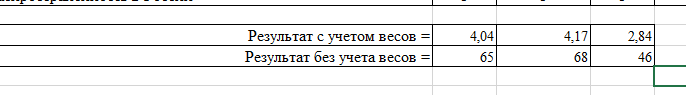 Результат с учетом весов = 4,04 4,17 2,84
Результат без учета весов = 65 68 46